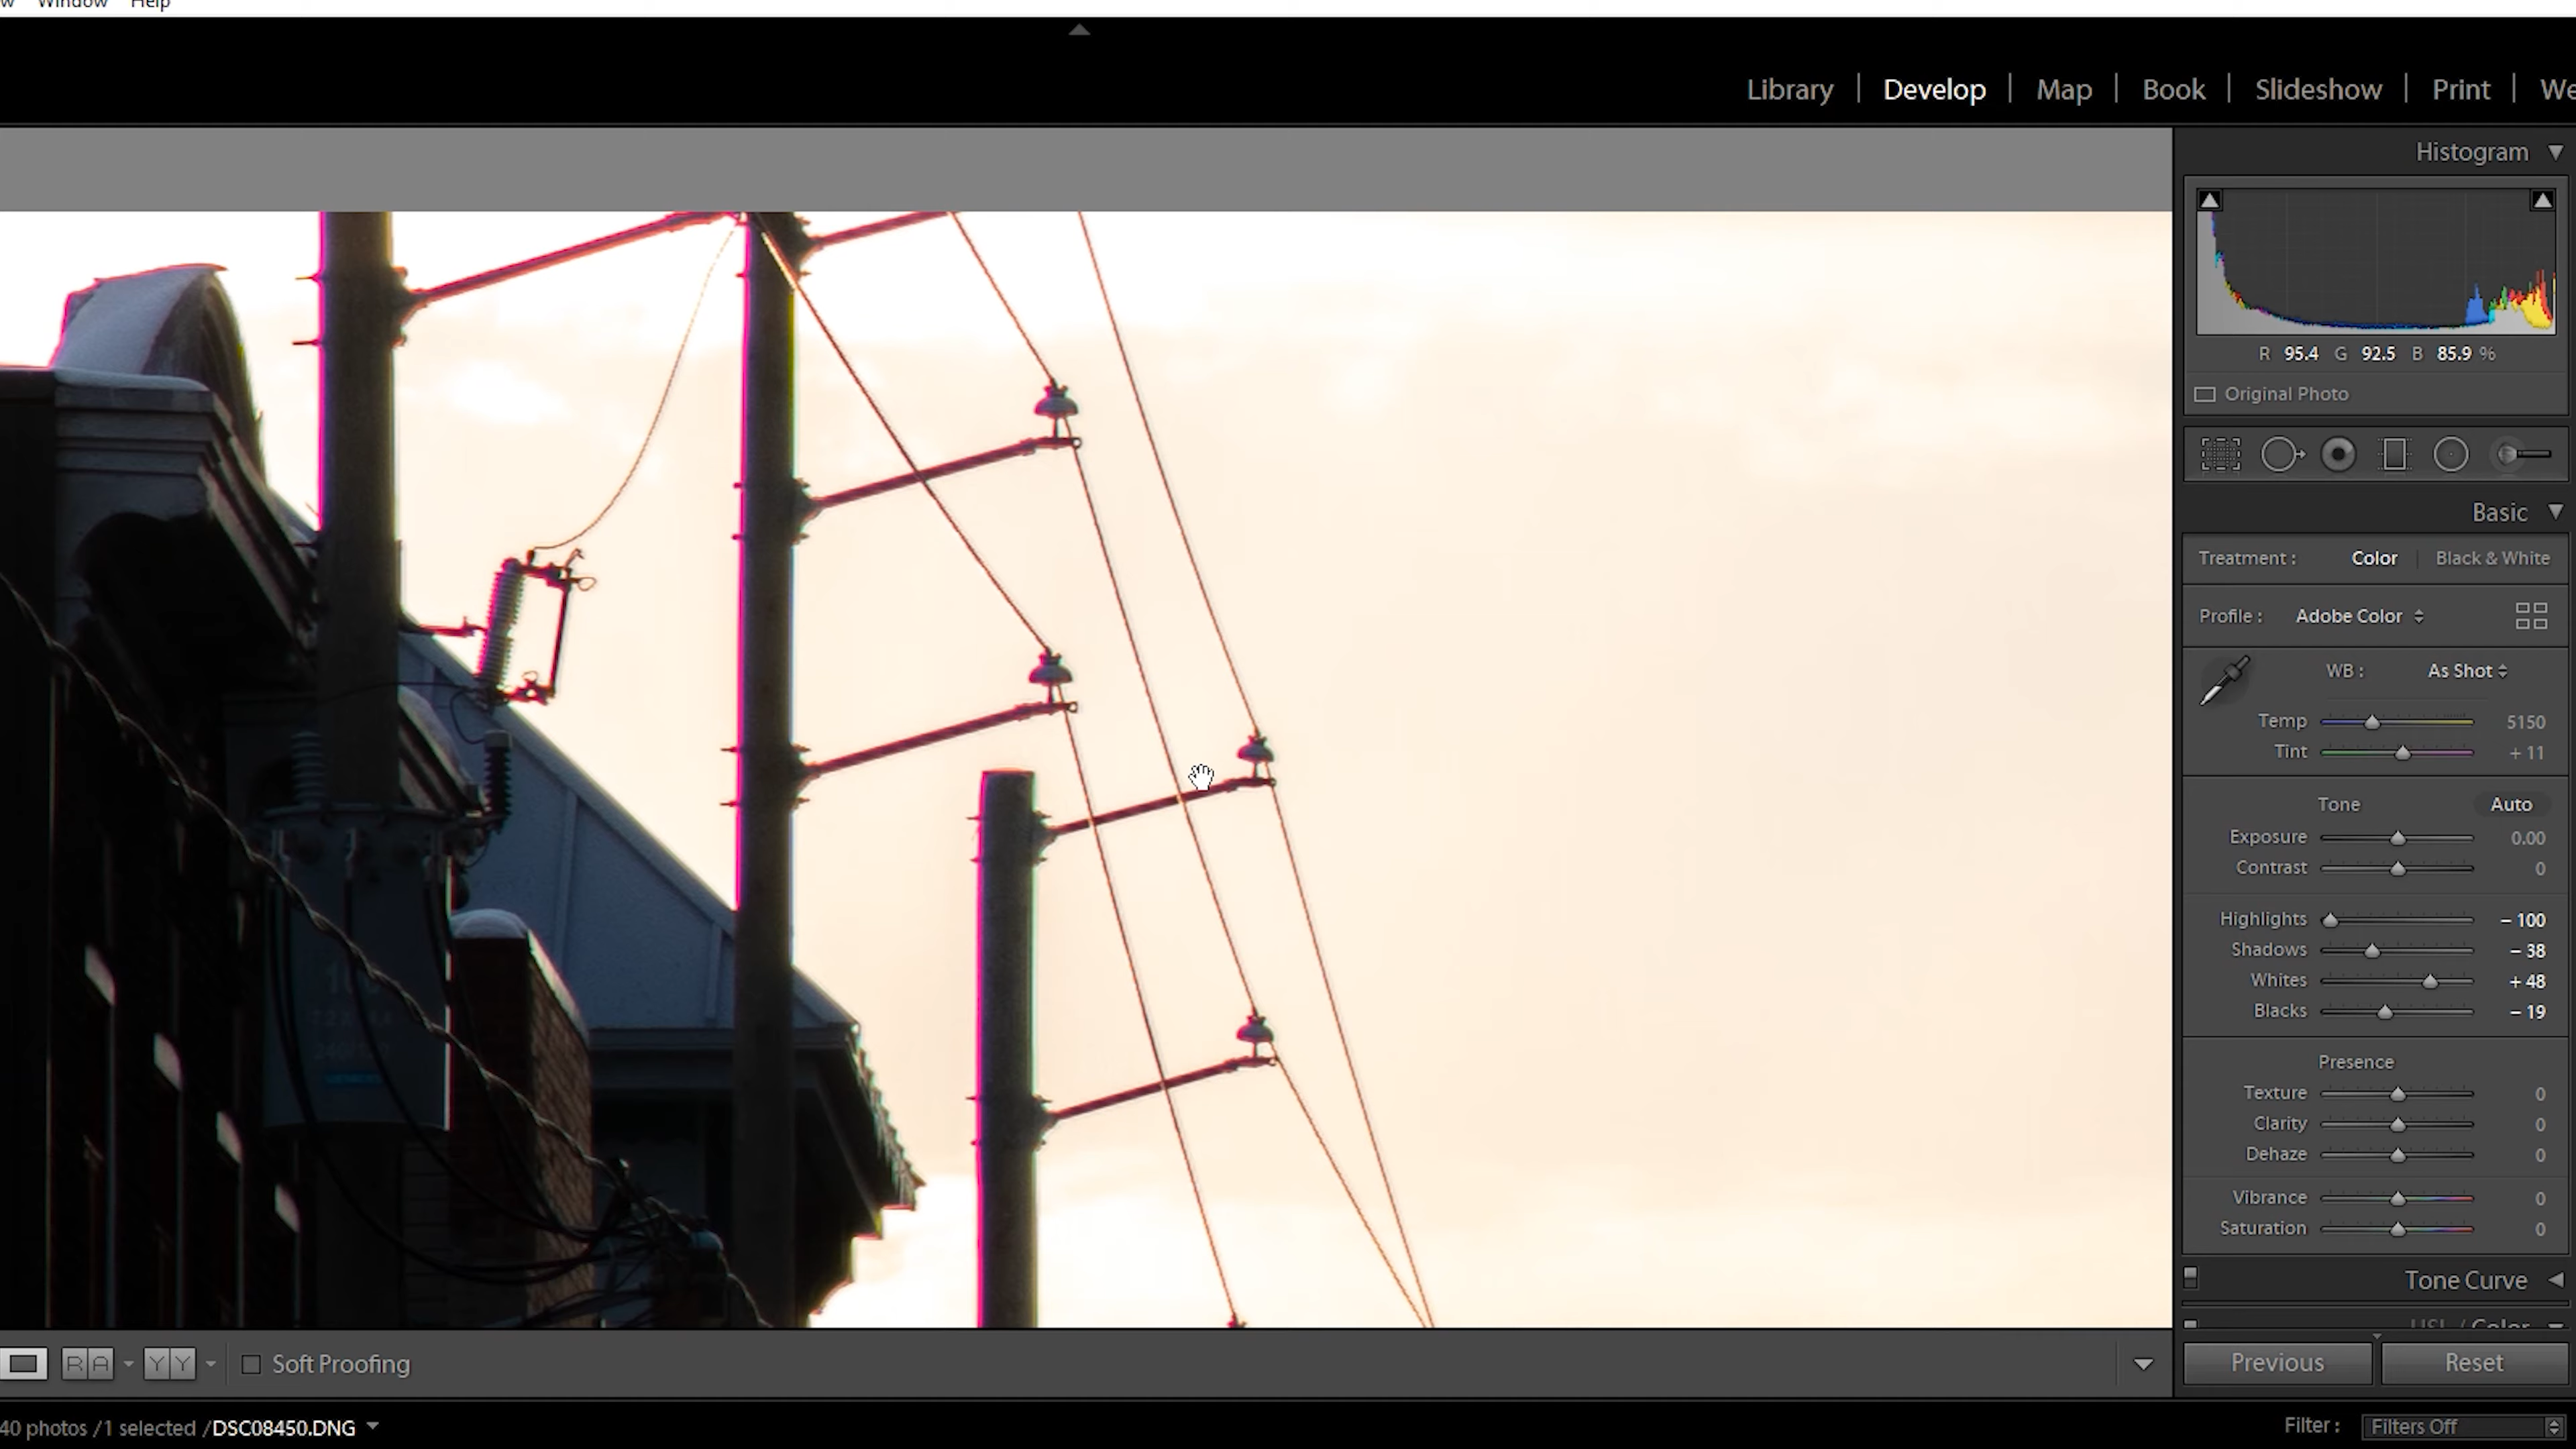 Window Help
Library | Develop | Map | Book | Slideshow | Print |
Histogram
R 95.4 G 92.5 B 85.9 %
Original Photo
Basic
Treatment : Color | Black & White
Profile : Adobe Color
WB : As Shot
Temp 5150
Tint + 11
Tone Auto
Exposure 0.00
Contrast 0
Highlights − 100
Shadows − 38
Whites + 48
Blacks − 19
Presence
Texture 0
Clarity 0
Dehaze 0
Vibrance 0
Saturation 0
Tone Curve
HSL / Color
R A Y Y Soft Proofing
Previous Reset
40 photos / 1 selected / DSC08450.DNG
Filter : Filters Off